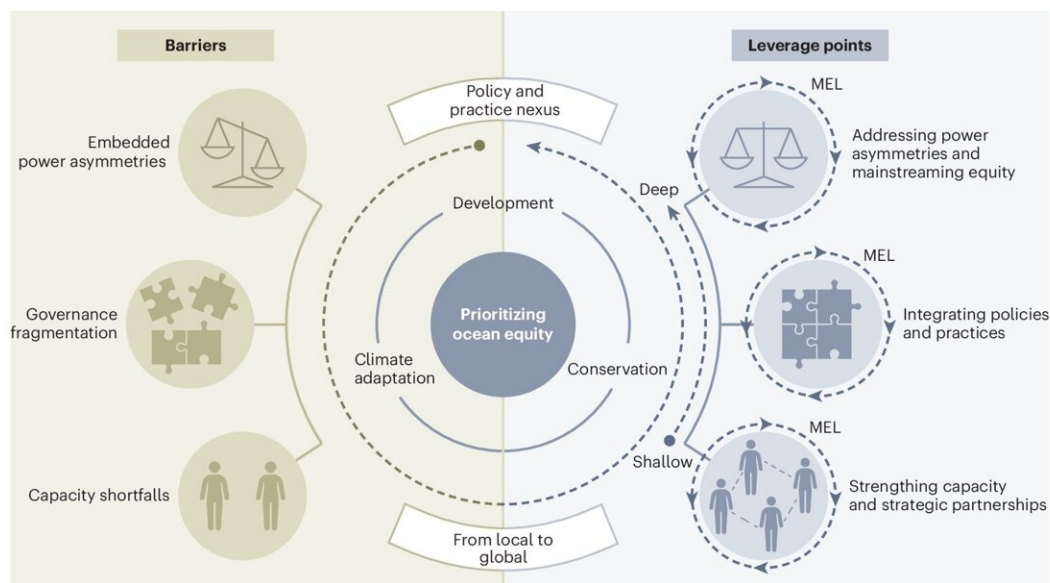 Barriers
Leverage points
Policy and
practice nexus
MEL
Embedded
power asymmetries
Addressing power
asymmetries and
mainstreaming equity
Deep
Development
MEL
Governance
fragmentation
Prioritizing
ocean equity
Integrating policies
and practices
Climate
adaptation
Conservation
MEL
Shallow
Capacity shortfalls
Strengthing capacity
and strategic partnerships
From local to
global